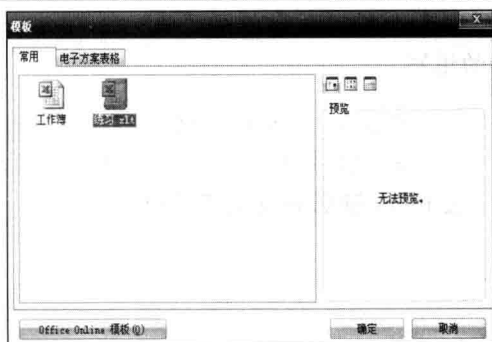 模板
常用
电子方案表格
工作簿
.xlt
预览
无法预览。
Office Online 模板(O)
确定
取消